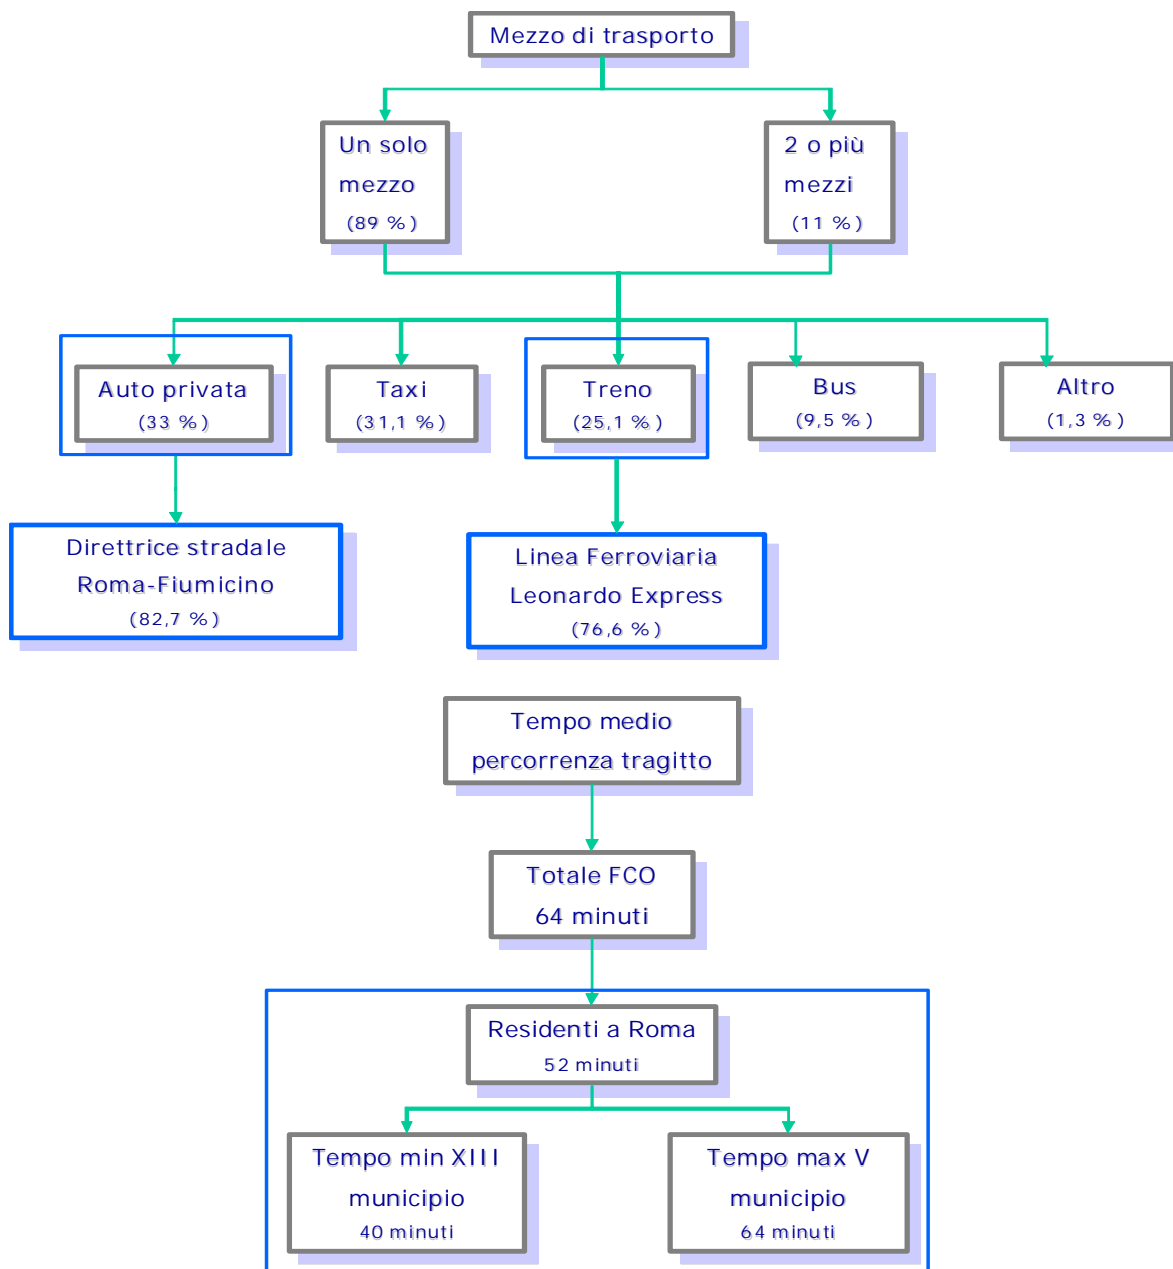 Mezzo di trasporto
Un solo
mezzo
(89 %)
2 o più
mezzi
(11 %)
Auto privata
(33 %)
Taxi
(31,1 %)
Treno
(25,1 %)
Bus
(9,5 %)
Altro
(1,3 %)
Direttrice stradale
Roma-Fiumicino
(82,7 %)
Linea Ferroviaria
Leonardo Express
(76,6 %)
Tempo medio
percorrenza tragitto
Totale FCO
64 minuti
Residenti a Roma
52 minuti
Tempo min XIII
municipio
40 minuti
Tempo max V
municipio
64 minuti